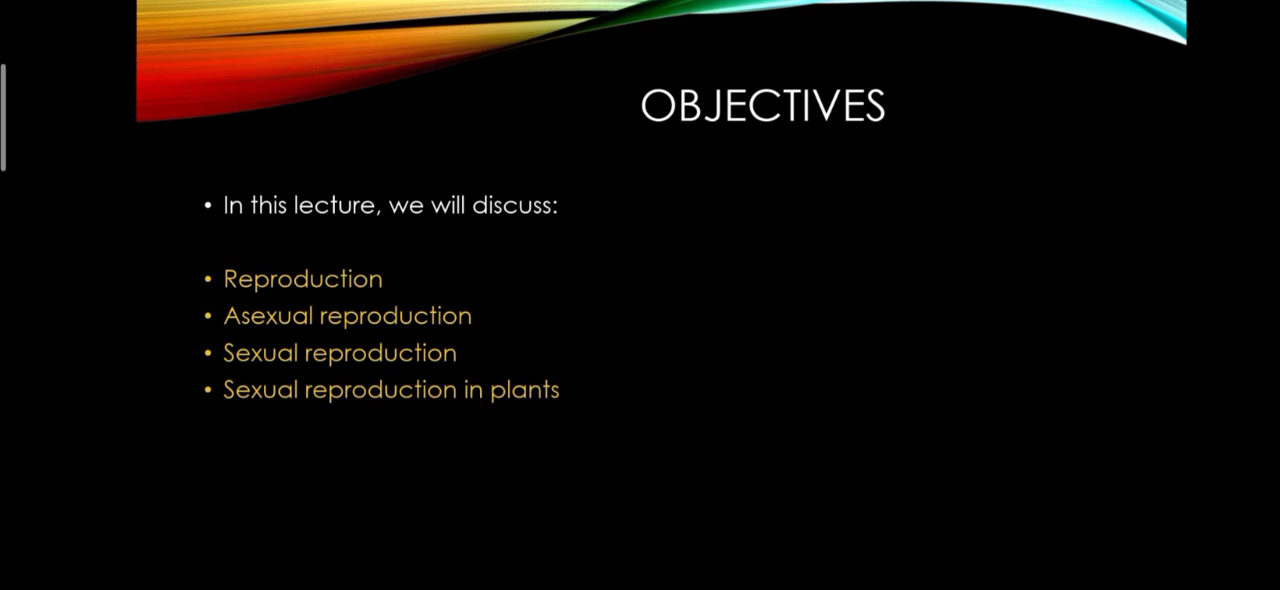 OBJECTIVES
• In this lecture, we will discuss:
• Reproduction
• Asexual reproduction
• Sexual reproduction
• Sexual reproduction in plants